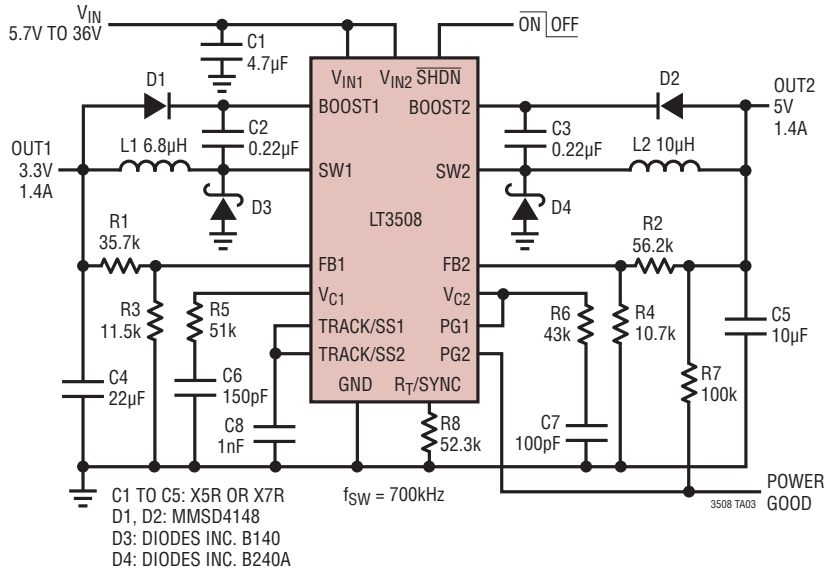 VIN
5.7V TO 36V
C1
4.7µF
ON OFF
VIN1 VIN2 SHDN
D1
D2
BOOST1
BOOST2
OUT2
5V
1.4A
C2
0.22µF
C3
0.22µF
OUT1
3.3V
1.4A
L1 6.8µH
L2 10µH
SW1
SW2
D3
D4
LT3508
R1
35.7k
R2
56.2k
FB1
FB2
R3
11.5k
R5
51k
VC1
VC2
R6
43k
R4
10.7k
C5
10µF
TRACK/SS1
PG1
TRACK/SS2
PG2
R7
100k
C4
22µF
C6
150pF
GND RT/SYNC
C8
1nF
R8
52.3k
C7
100pF
POWER
GOOD
3508 TA03
fSW = 700kHz
C1 TO C5: X5R OR X7R
D1, D2: MMSD4148
D3: DIODES INC. B140
D4: DIODES INC. B240A